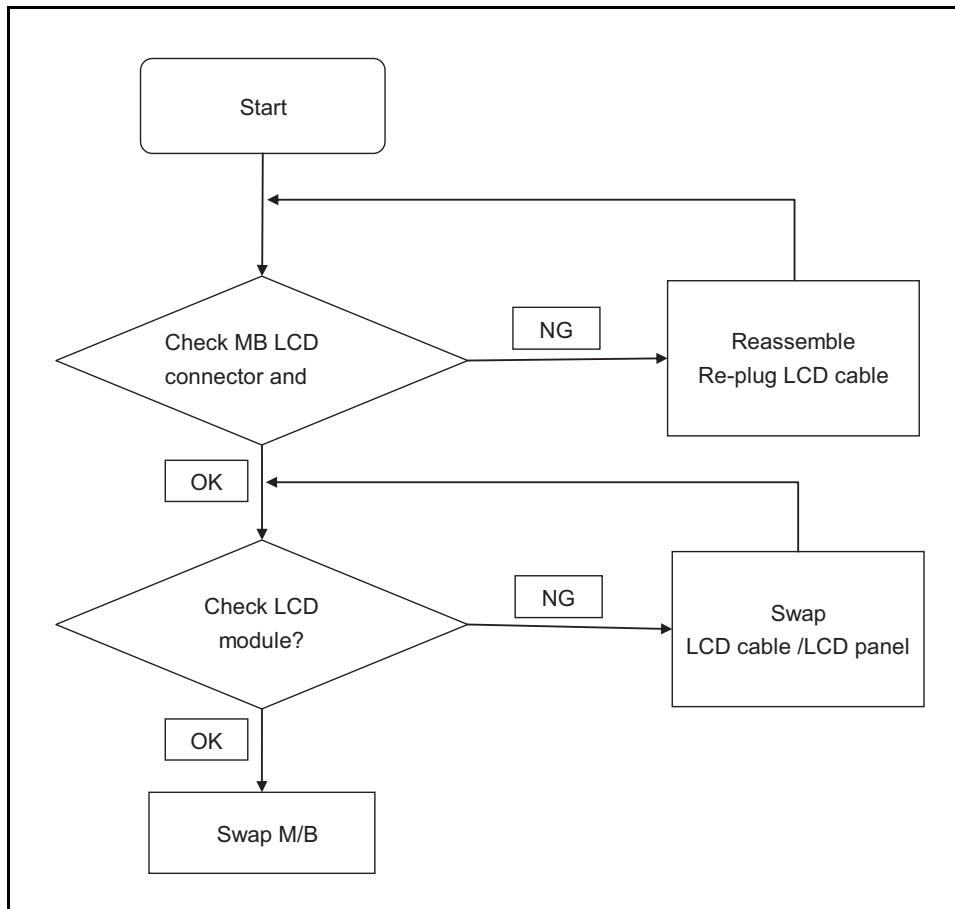 Start
Check MB LCD
connector and
NG
Reassemble
Re-plug LCD cable
OK
Check LCD
module?
NG
Swap
LCD cable /LCD panel
OK
Swap M/B